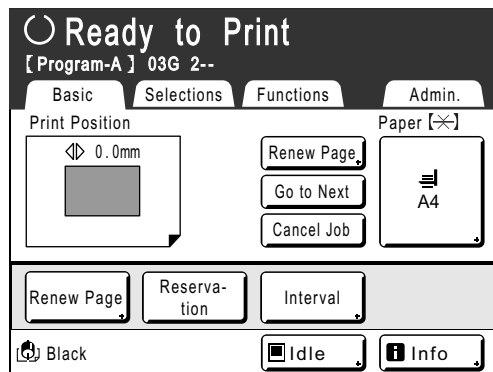 Ready to Print
【Program-A】 03G 2--
Basic Selections Functions Admin.
Print Position
Paper【⚹】
0.0mm
Renew Page
Go to Next
Cancel Job
A4
Renew Page
Reserva-
tion
Interval
Black
Idle
Info